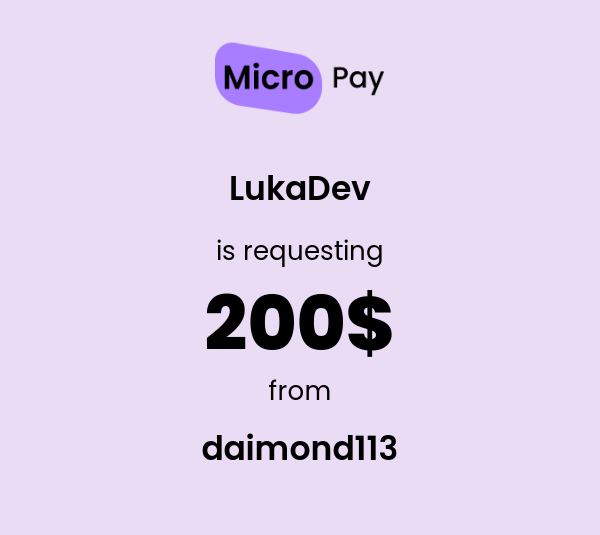 Micro Pay
LukaDev
is requesting
200$
from
daimond113